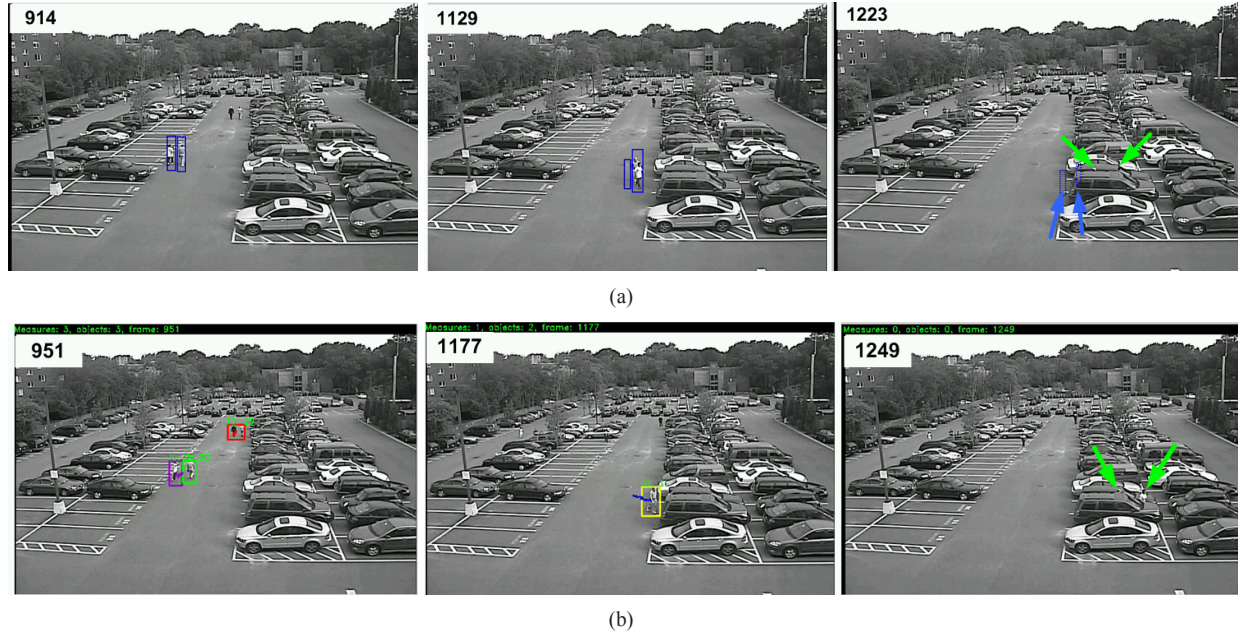 914
1129
1223
(a)
Measures: 3, objects: 3, frame: 951
Measures: 1, objects: 2, frame: 1177
Measures: 0, objects: 0, frame: 1249
951
1177
1249
(b)